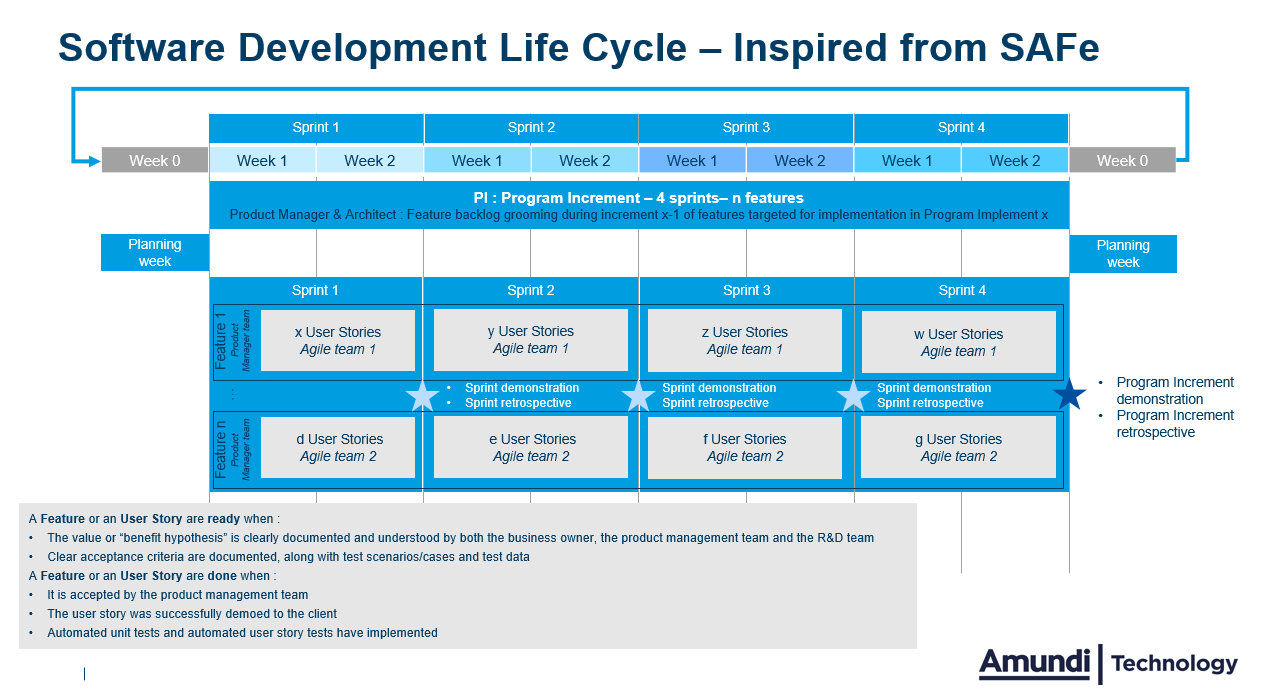 Software Development Life Cycle – Inspired from SAFe
Sprint 1 Sprint 2 Sprint 3 Sprint 4
Week 0 Week 1 Week 2 Week 1 Week 2 Week 1 Week 2 Week 1 Week 2 Week 0
PI : Program Increment – 4 sprints– n features
Product Manager & Architect : Feature backlog grooming during increment x-1 of features targeted for implementation in Program Implement x
Planning
week
Planning
week
Sprint 1 Sprint 2 Sprint 3 Sprint 4
Feature 1
Product
Manager team
x User Stories
Agile team 1
y User Stories
Agile team 1
z User Stories
Agile team 1
w User Stories
Agile team 1
...
• Sprint demonstration
• Sprint retrospective
Sprint demonstration
Sprint retrospective
Sprint demonstration
Sprint retrospective
• Program Increment
demonstration
• Program Increment
retrospective
Feature n
Product
Manager team
d User Stories
Agile team 2
e User Stories
Agile team 2
f User Stories
Agile team 2
g User Stories
Agile team 2
A Feature or an User Story are ready when :
• The value or “benefit hypothesis” is clearly documented and understood by both the business owner, the product management team and the R&D team
• Clear acceptance criteria are documented, along with test scenarios/cases and test data
A Feature or an User Story are done when :
• It is accepted by the product management team
• The user story was successfully demoed to the client
• Automated unit tests and automated user story tests have implemented
|
Amundi | Technology